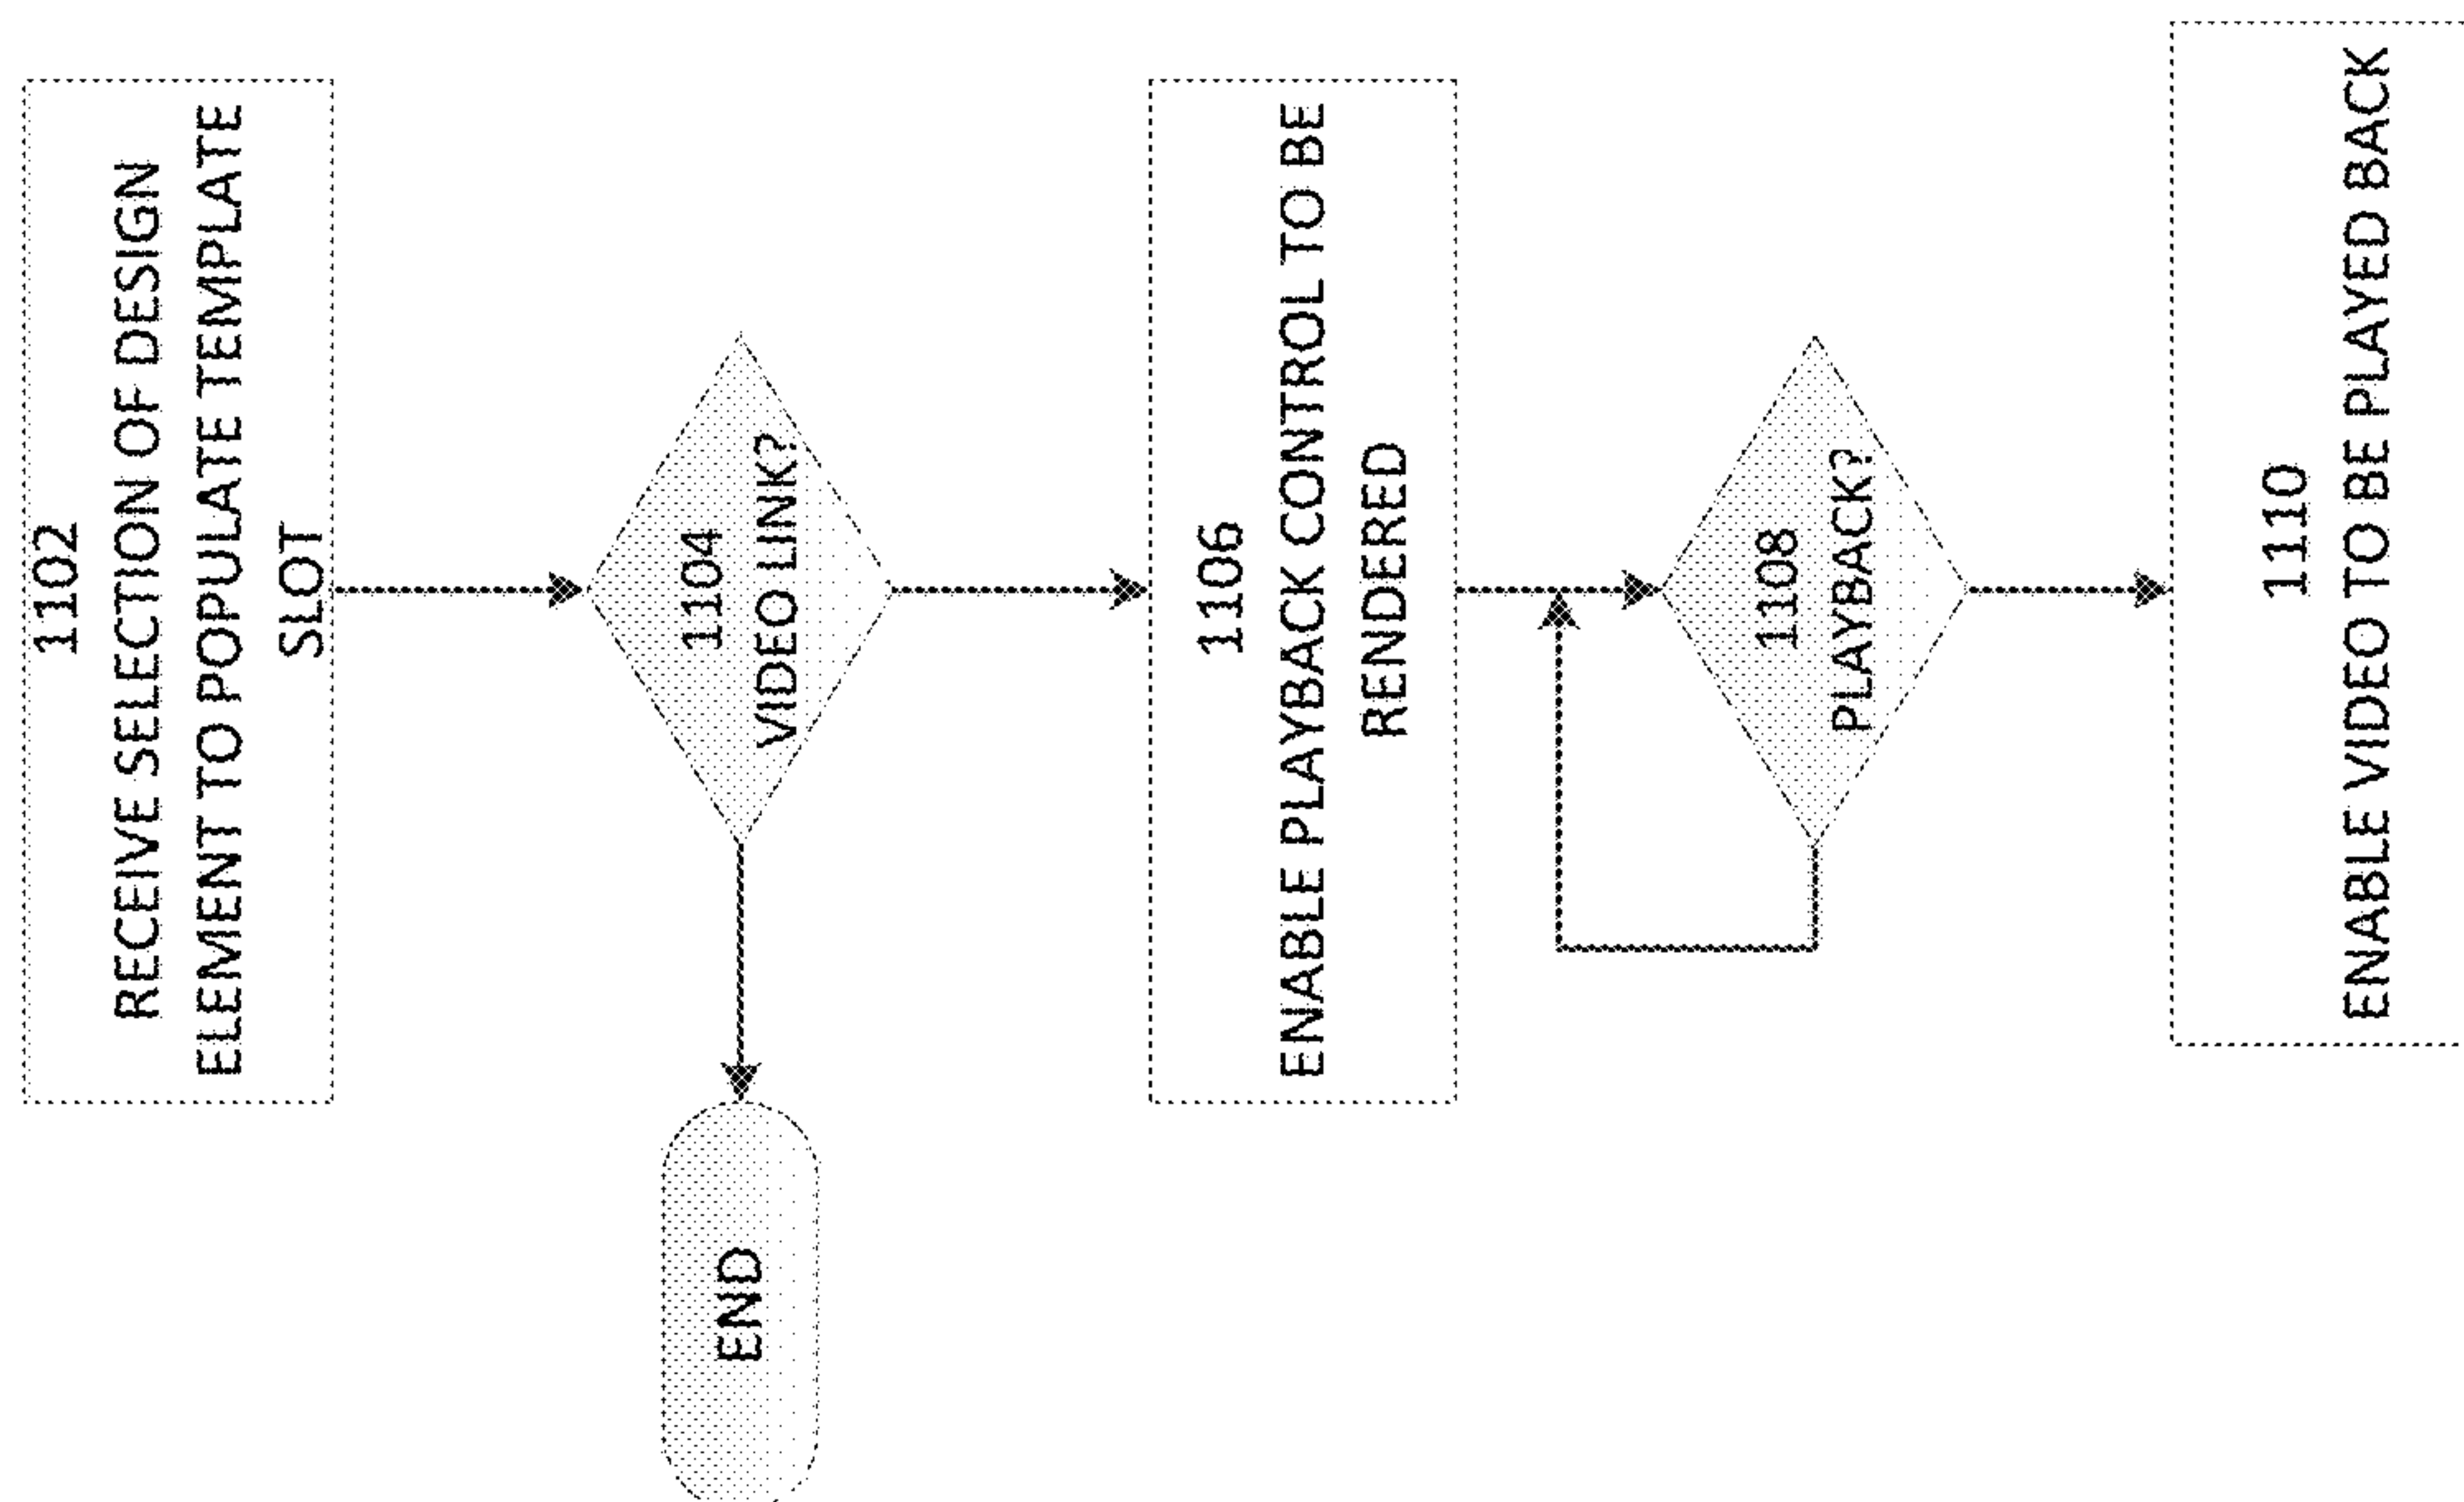 1102
RECEIVE SELECTION OF DESIGN
ELEMENT TO POPULATE TEMPLATE
SLOT
1104
VIDEO LINK?
END
1106
ENABLE PLAYBACK CONTROL TO BE
RENDERED
1108
PLAYBACK?
1110
ENABLE VIDEO TO BE PLAYED BACK